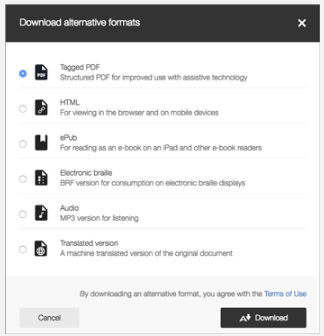 Download alternative formats
Tagged PDF
PDF
Structured PDF for improved use with assistive technology
HTML
For viewing in the browser and on mobile devices
ePub
For reading as an e-book on an iPad and other e-book readers
Electronic braille
BRF version for consumption on electronic braille displays
Audio
MP3 version for listening
Translated version
A machine translated version of the original document
By downloading an alternative format, you agree with the Terms of Use
Cancel
Download